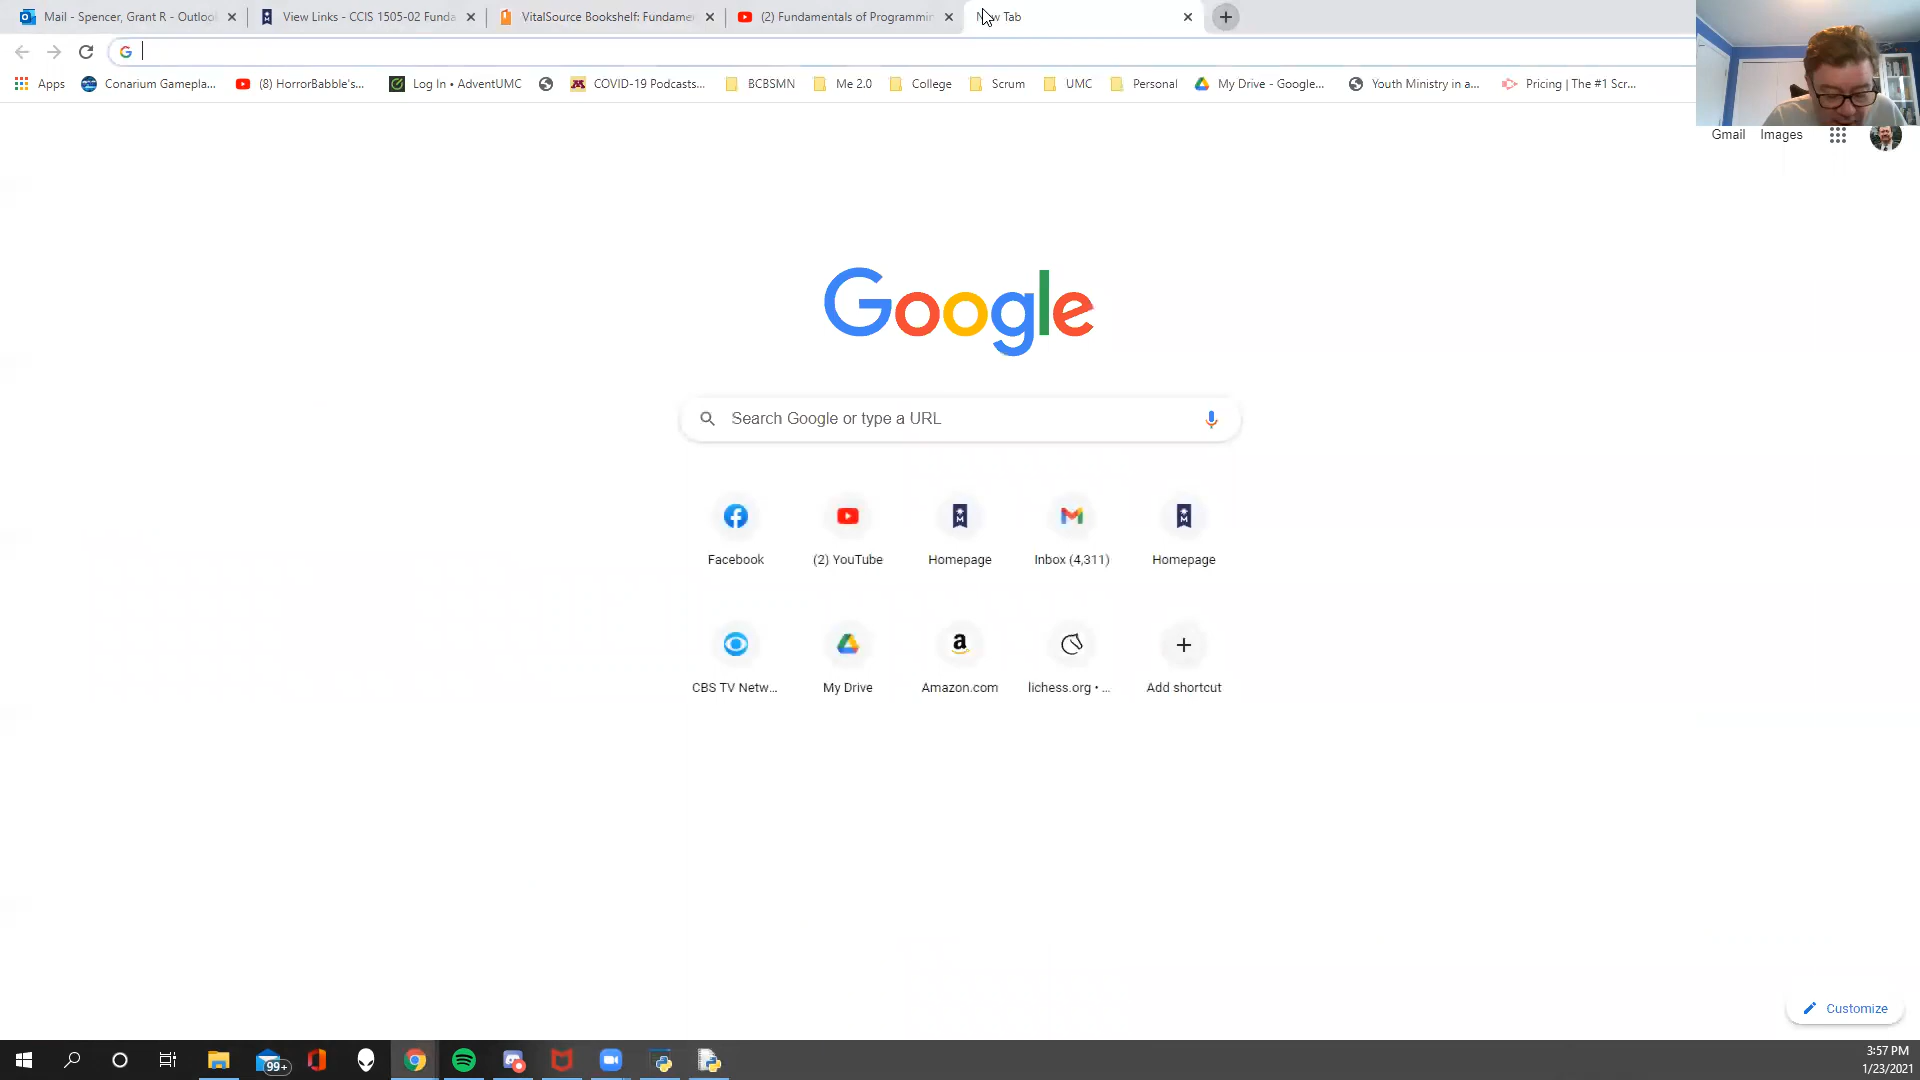 Mail - Spencer, Grant R - Outloo
View Links - CCIS 1505-02 Funda
VitalSource Bookshelf: Fundame
(2) Fundamentals of Programmin
Tab
Apps
Conarium Gamepla...
(8) HorrorBabble's...
Log In • AdventUMC
COVID-19 Podcasts...
BCBSMN
Me 2.0
College
Scrum
UMC
Personal
My Drive - Google...
Youth Ministry in a...
Pricing | The #1 Scr...
Gmail
Images
Google
Search Google or type a URL
Facebook
(2) YouTube
Homepage
Inbox (4,311)
Homepage
CBS TV Netw...
My Drive
Amazon.com
lichess.org • ...
Add shortcut
Customize
99+
3:57 PM
1/23/2021